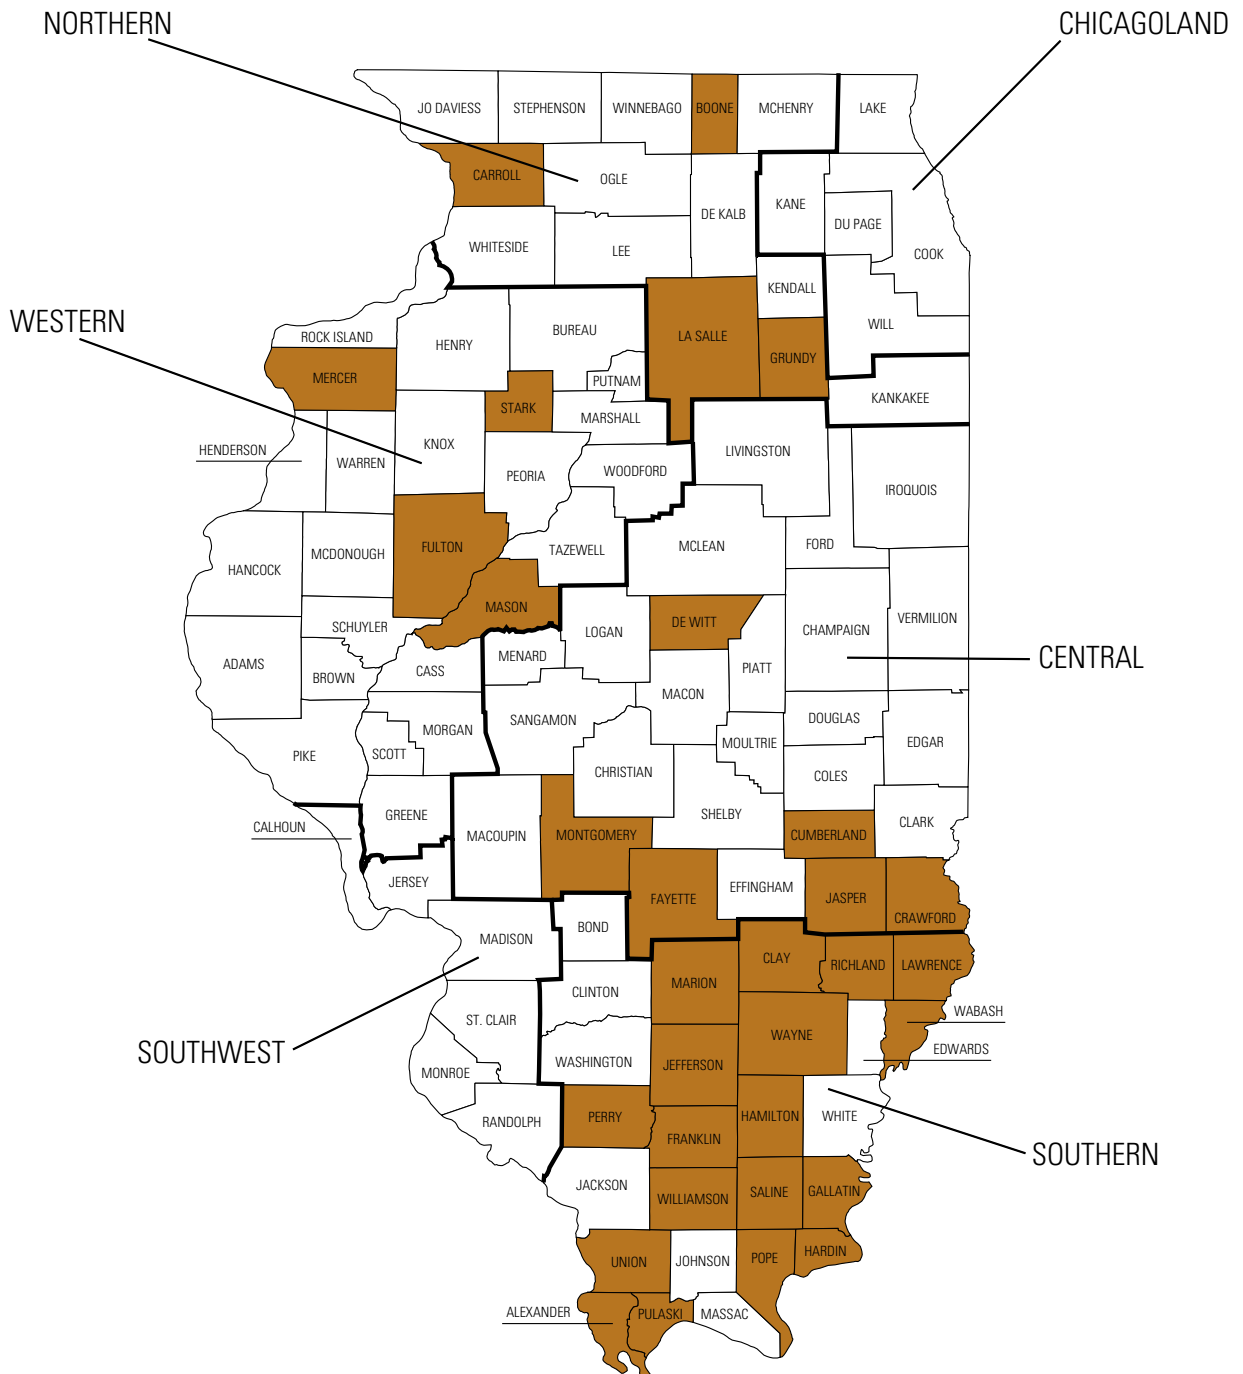 NORTHERN
CHICAGOLAND
JO DAVIESS
STEPHENSON
WINNEBAGO
BOONE
MCHENRY
LAKE
CARROLL
OGLE
DE KALB
KANE
DU PAGE
COOK
WHITESIDE
LEE
KENDALL
WESTERN
WILL
ROCK ISLAND
HENRY
BUREAU
LA SALLE
GRUNDY
MERCER
PUTNAM
KANKAKEE
STARK
MARSHALL
HENDERSON
WARREN
KNOX
PEORIA
WOODFORD
LIVINGSTON
IROQUOIS
FULTON
TAZEWELL
MCLEAN
FORD
HANCOCK
MCDONOUGH
MASON
DE WITT
CHAMPAIGN
VERMILION
SCHUYLER
LOGAN
ADAMS
BROWN
CASS
MENARD
PIATT
CENTRAL
MACON
SANGAMON
DOUGLAS
MORGAN
MOULTRIE
EDGAR
PIKE
SCOTT
CHRISTIAN
COLES
GREENE
SHELBY
CLARK
CALHOUN
MACOUPIN
MONTGOMERY
CUMBERLAND
JERSEY
FAYETTE
EFFINGHAM
JASPER
CRAWFORD
MADISON
BOND
CLAY
RICHLAND
LAWRENCE
MARION
CLINTON
WABASH
ST. CLAIR
WAYNE
SOUTHWEST
WASHINGTON
JEFFERSON
EDWARDS
MONROE
RANDOLPH
PERRY
HAMILTON
WHITE
FRANKLIN
SOUTHERN
JACKSON
WILLIAMSON
SALINE
GALLATIN
UNION
JOHNSON
POPE
HARDIN
ALEXANDER
PULASKI
MASSAC